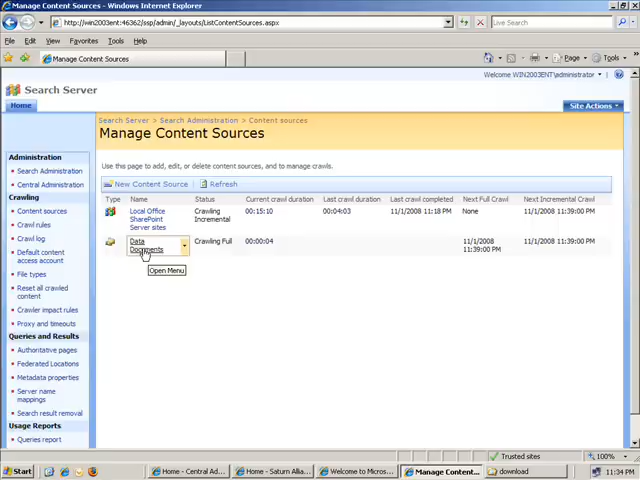 Manage Content Sources - Windows Internet Explorer
http://win2003ent:46362/ssp/admin/_layouts/ListContentSources.aspx
Live Search
File Edit View Favorites Tools Help
Manage Content Sources
Page Tools
Welcome WIN2003ENT\administrator
Search Server
Home
Site Actions
Search Server > Search Administration > Content sources
Manage Content Sources
Use this page to add, edit, or delete content sources, and to manage crawls.
New Content Source Refresh
Type Name Status Current crawl duration Last crawl duration Last crawl completed Next Full Crawl Next Incremental Crawl
Local Office SharePoint Server sites Crawling Incremental 00:15:10 00:04:03 11/1/2008 11:18 PM None 11/1/2008 11:39:00 PM
Data Documents Crawling Full 00:00:04 11/1/2008 11:39:00 PM 11/1/2008 11:39:00 PM
Open Menu
Administration
Search Administration
Central Administration
Crawling
Content sources
Crawl rules
Crawl log
Default content
access account
File types
Reset all crawled
content
Crawler impact rules
Proxy and timeouts
Queries and Results
Authoritative pages
Federated Locations
Metadata properties
Server name
mappings
Search result removal
Usage Reports
Queries report
Trusted sites
100%
Start
Home - Central Ad...
Home - Saturn Allia...
Welcome to Micros...
Manage Content...
download
11:34 PM